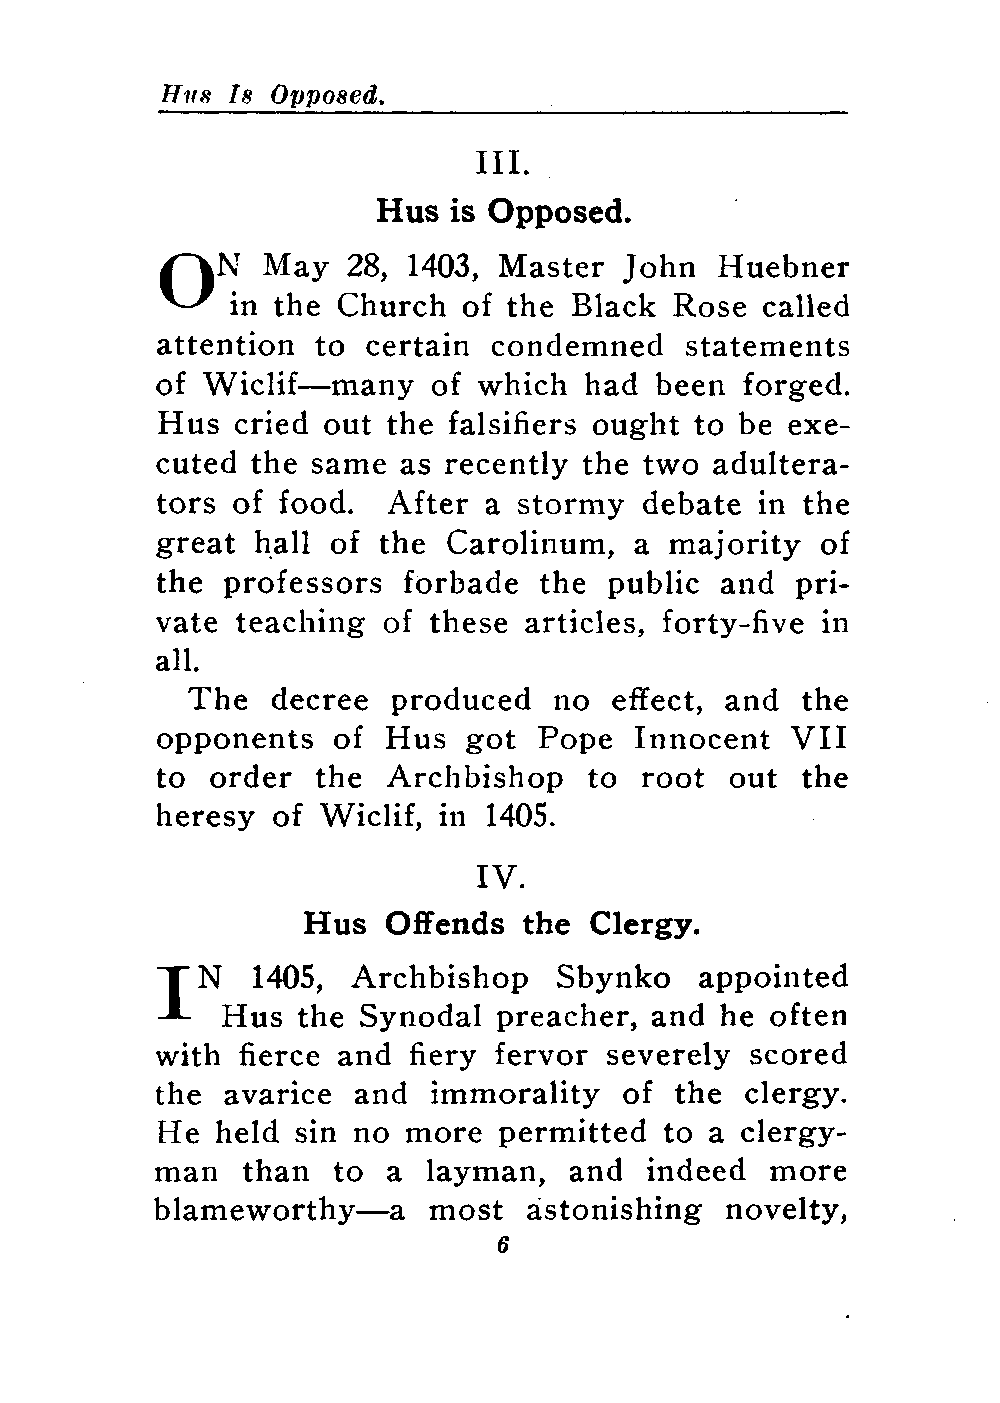 Hus Is Opposed.
III.
Hus is Opposed.
ON May 28, 1403, Master John Huebner
in the Church of the Black Rose called
attention to certain condemned statements
of Wiclif—many of which had been forged.
Hus cried out the falsifiers ought to be exe-
cuted the same as recently the two adultera-
tors of food. After a stormy debate in the
great hall of the Carolinum, a majority of
the professors forbade the public and pri-
vate teaching of these articles, forty-five in
all.
The decree produced no effect, and the
opponents of Hus got Pope Innocent VII
to order the Archbishop to root out the
heresy of Wiclif, in 1405.
IV.
Hus Offends the Clergy.
IN 1405, Archbishop Sbynko appointed
Hus the Synodal preacher, and he often
with fierce and fiery fervor severely scored
the avarice and immorality of the clergy.
He held sin no more permitted to a clergy-
man than to a layman, and indeed more
blameworthy—a most astonishing novelty,
6